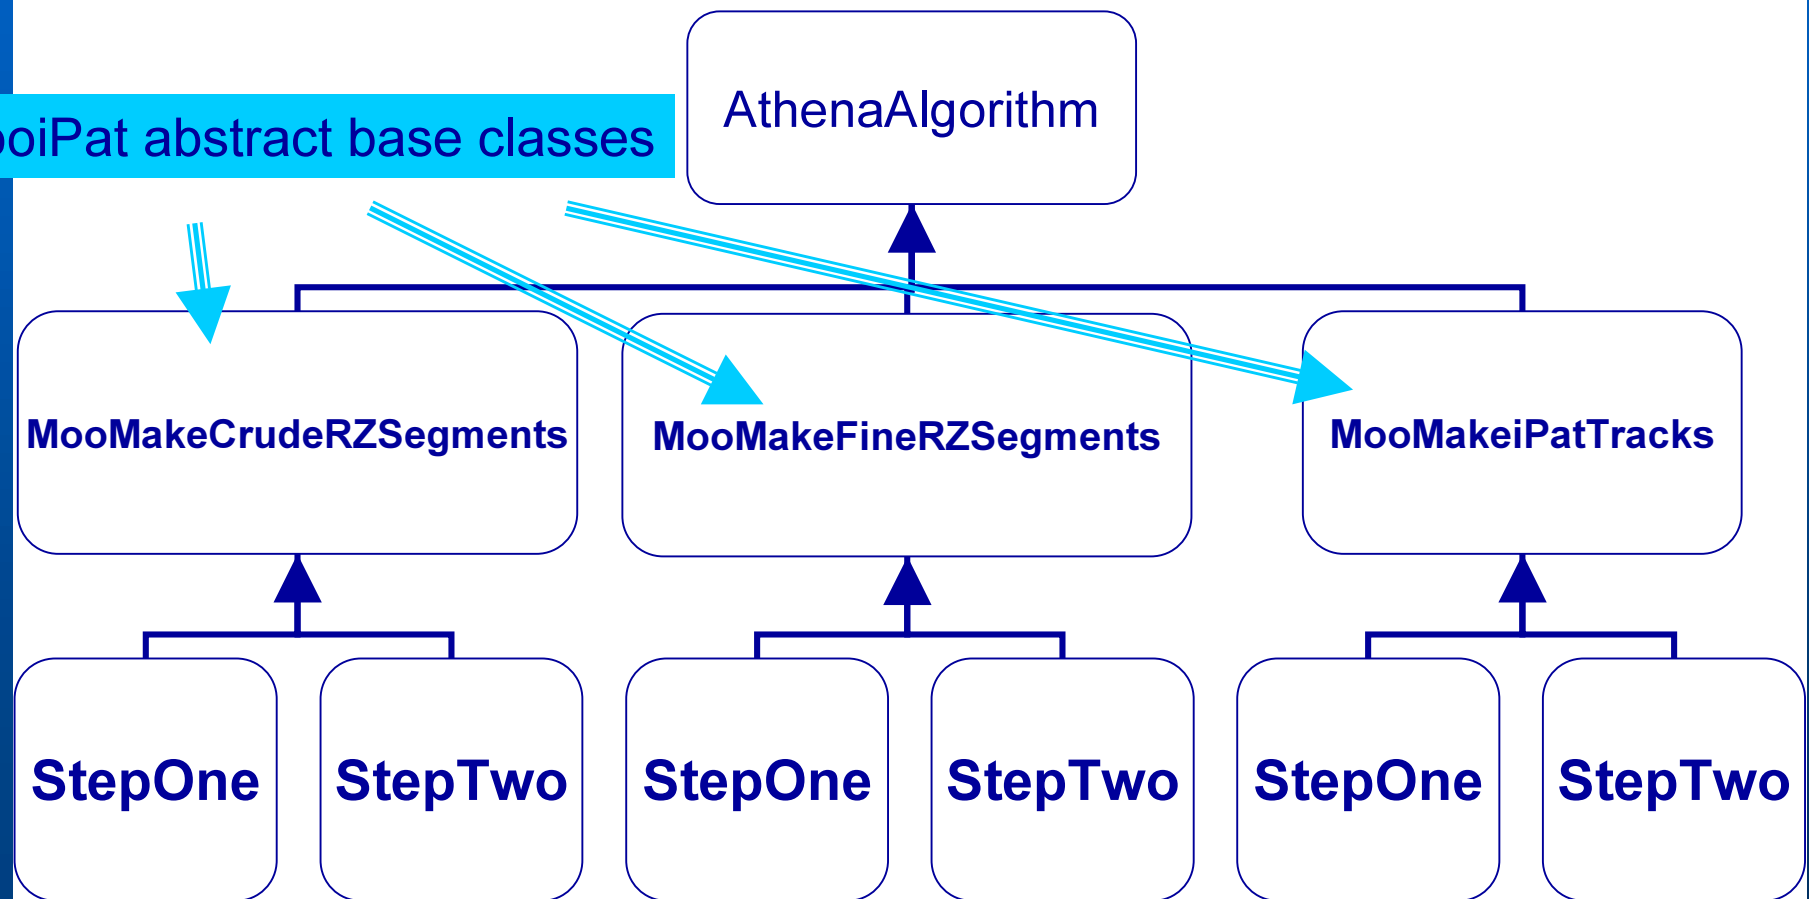 AthenaAlgorithm
oiPat abstract base classes
MooMakeCrudeRZSegments
MooMakeFineRZSegments
MooMakeiPatTracks
StepOne
StepTwo
StepOne
StepTwo
StepOne
StepTwo